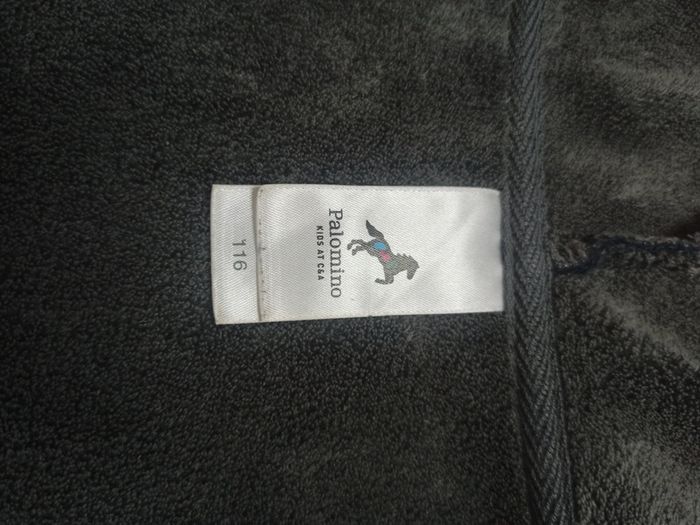 Palomino
KIDS AT C&A
116